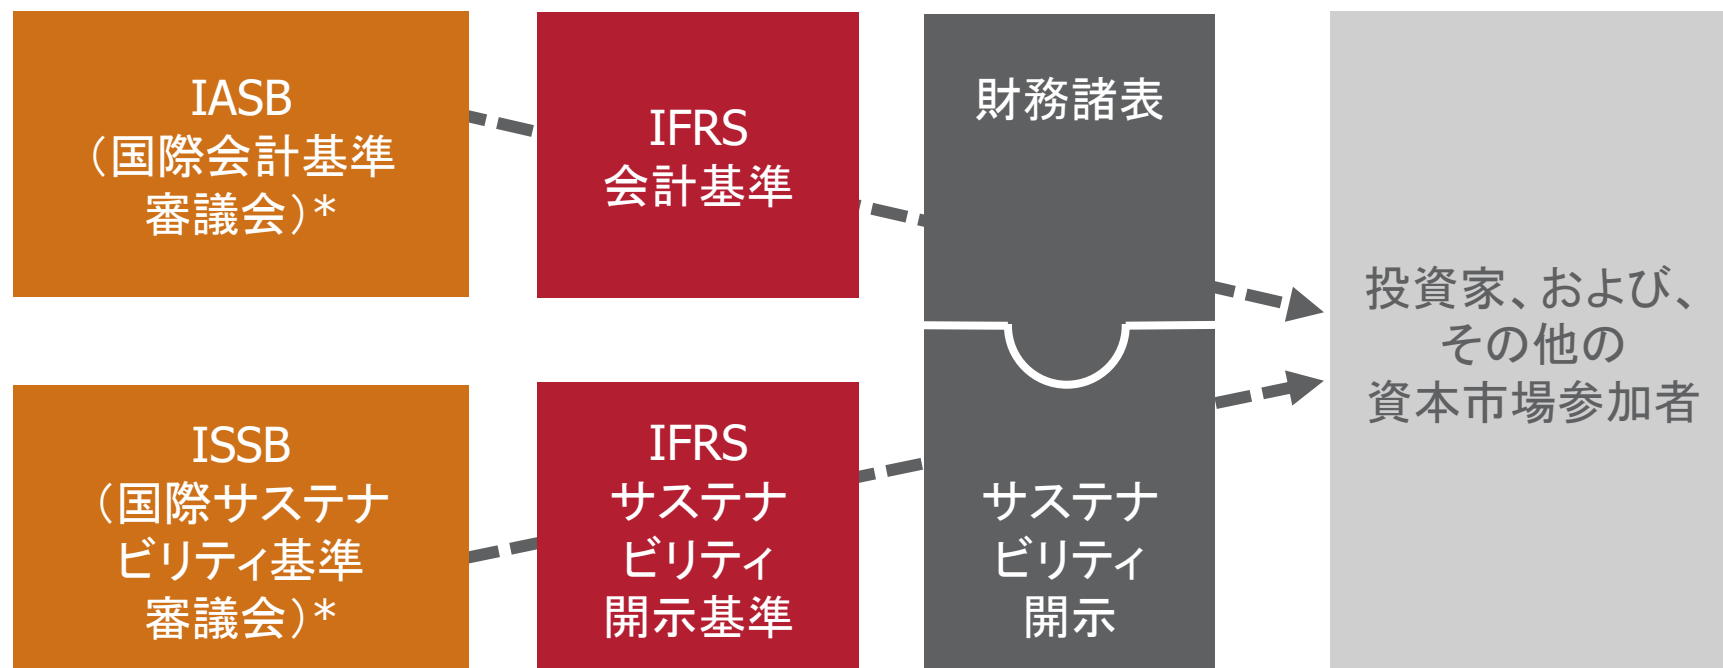 IASB
（国際会計基準
審議会）*
IFRS
会計基準
財務諸表
投資家、および、
その他の
資本市場参加者
ISSB
（国際サステナ
ビリティ基準
審議会）*
IFRS
サステナ
ビリティ
開示基準
サステナ
ビリティ
開示